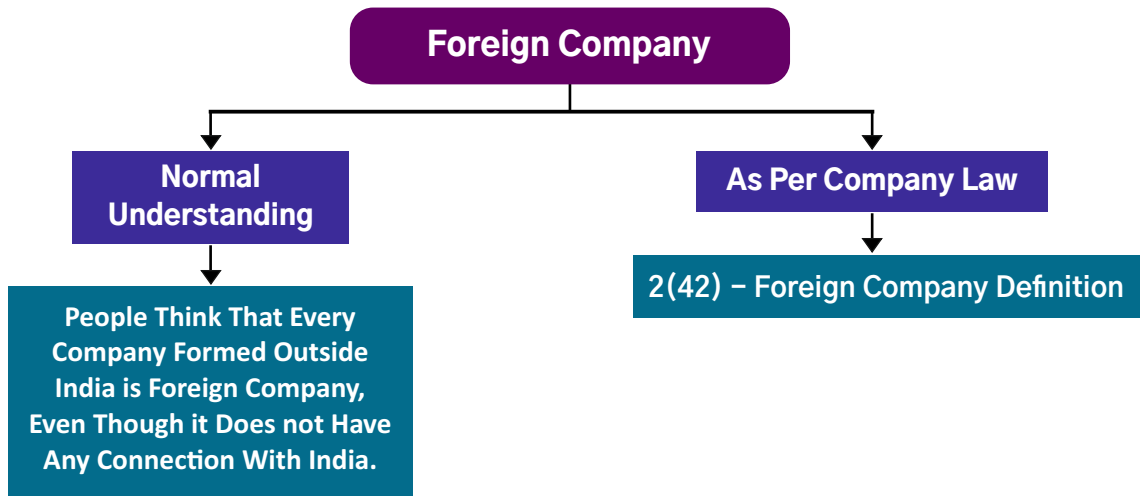 Foreign Company
Normal
Understanding
As Per Company Law
People Think That Every
Company Formed Outside
India is Foreign Company,
Even Though it Does not Have
Any Connection With India.
2(42) – Foreign Company Definition